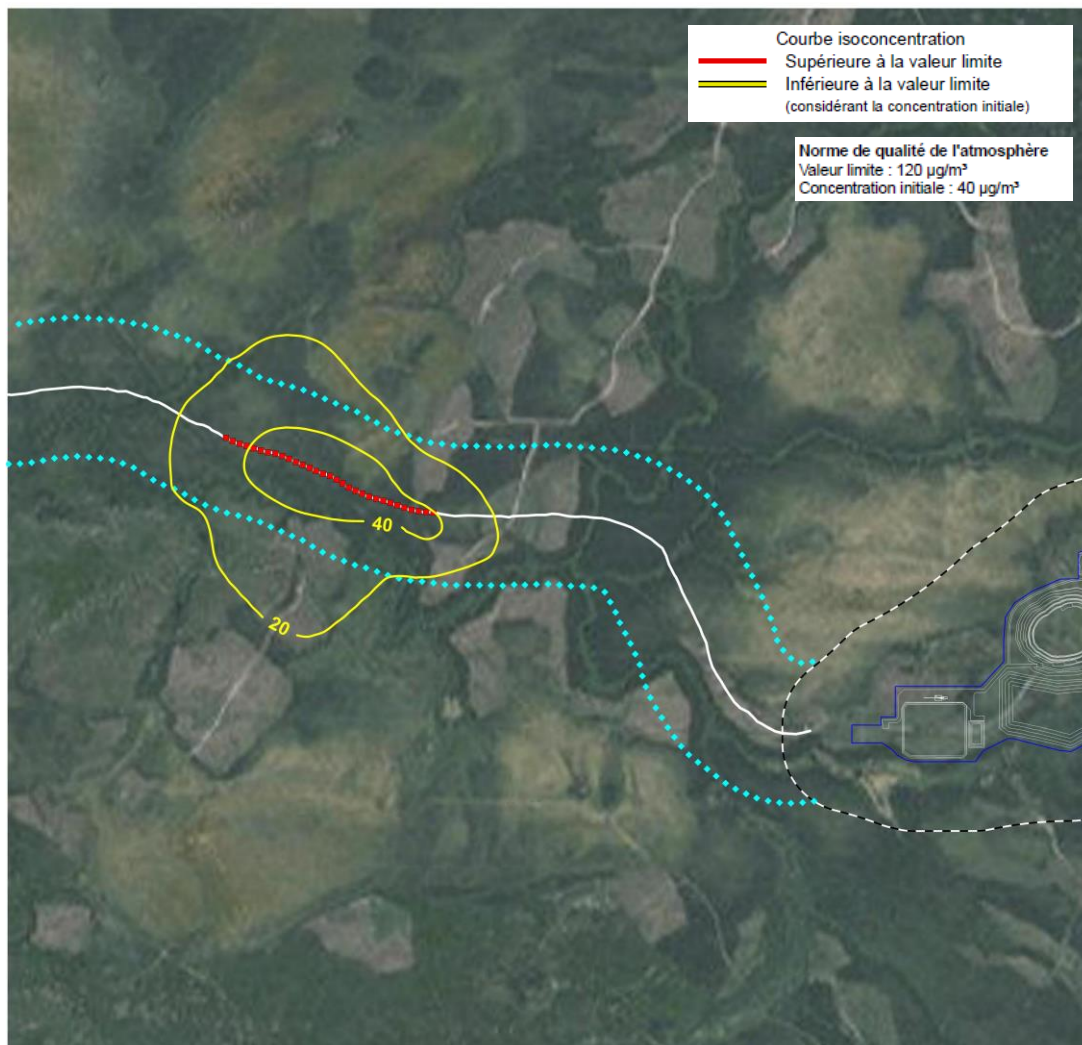 Courbe isoconcentration
Supérieure à la valeur limite
Inférieure à la valeur limite
(considérant la concentration initiale)
Norme de qualité de l'atmosphère
Valeur limite : 120 µg/m³
Concentration initiale : 40 µg/m³
40
20